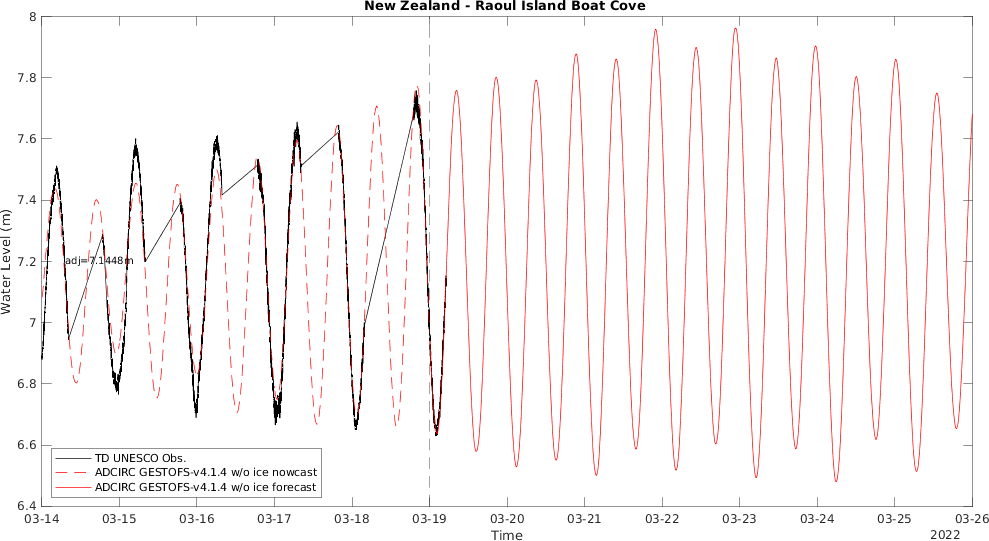 New Zealand - Raoul Island Boat Cove
8
7.8
7.6
7.4
7.2
7
6.8
6.6
6.4
Water Level (m)
adj=7.1448m
TD UNESCO Obs.
ADCIRC GESTOFS-v4.1.4 w/o ice nowcast
ADCIRC GESTOFS-v4.1.4 w/o ice forecast
03-14 03-15 03-16 03-17 03-18 03-19 03-20 03-21 03-22 03-23 03-24 03-25 03-26
Time
2022